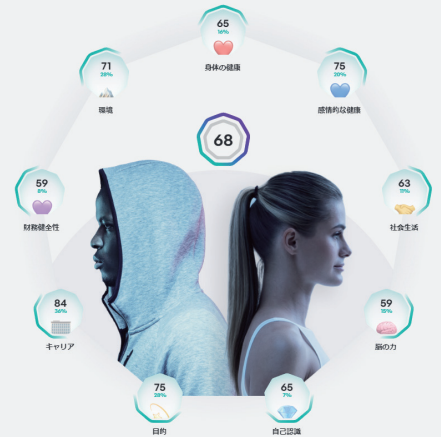 65
16%
身体の健康
71
28%
環境
75
20%
感情的な健康
68
59
8%
財務健全性
63
11%
社会生活
84
36%
キャリア
59
15%
脳の力
75
28%
目的
65
7%
自己認識